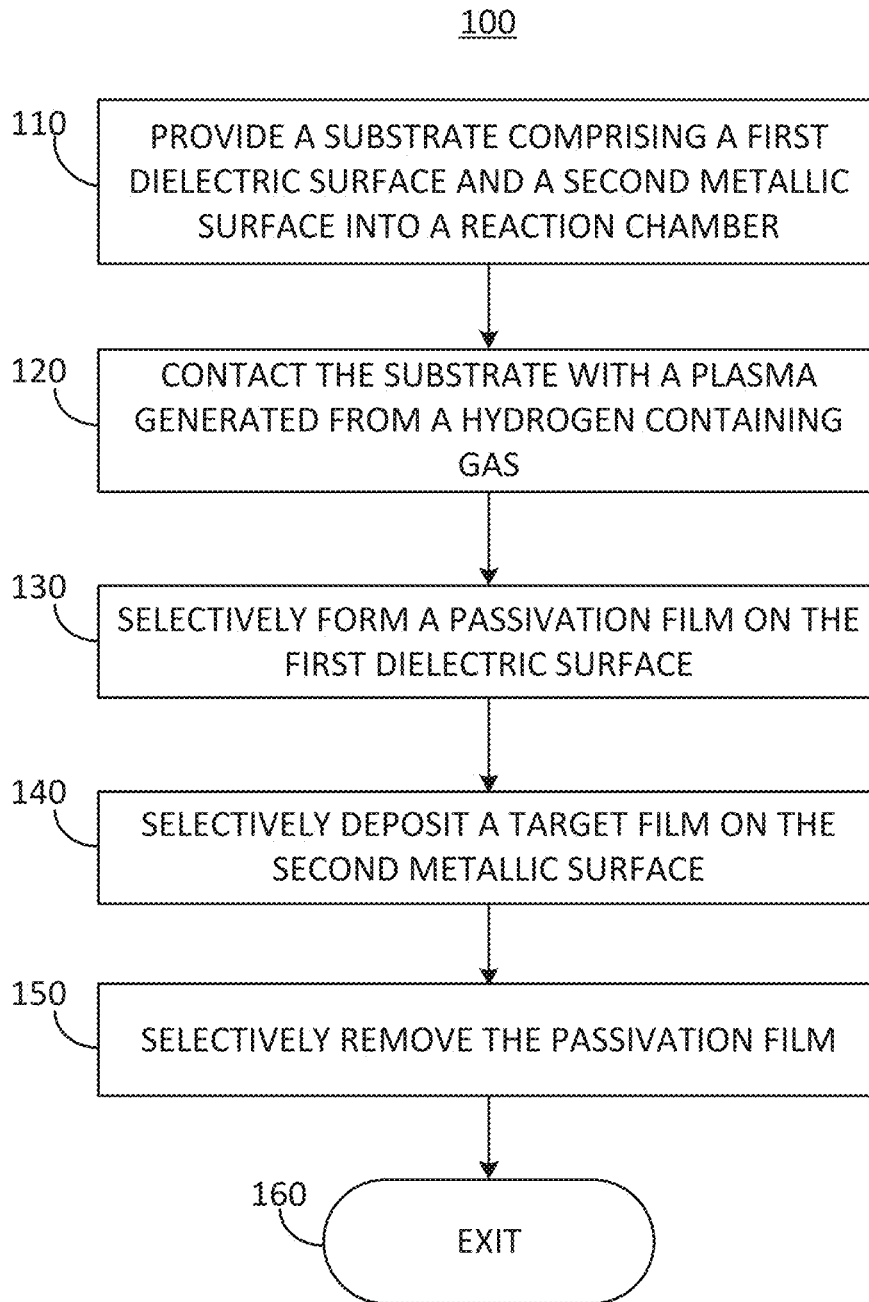 100
110
PROVIDE A SUBSTRATE COMPRISING A FIRST
DIELECTRIC SURFACE AND A SECOND METALLIC
SURFACE INTO A REACTION CHAMBER
120
CONTACT THE SUBSTRATE WITH A PLASMA
GENERATED FROM A HYDROGEN CONTAINING
GAS
130
SELECTIVELY FORM A PASSIVATION FILM ON THE
FIRST DIELECTRIC SURFACE
140
SELECTIVELY DEPOSIT A TARGET FILM ON THE
SECOND METALLIC SURFACE
150
SELECTIVELY REMOVE THE PASSIVATION FILM
160
EXIT